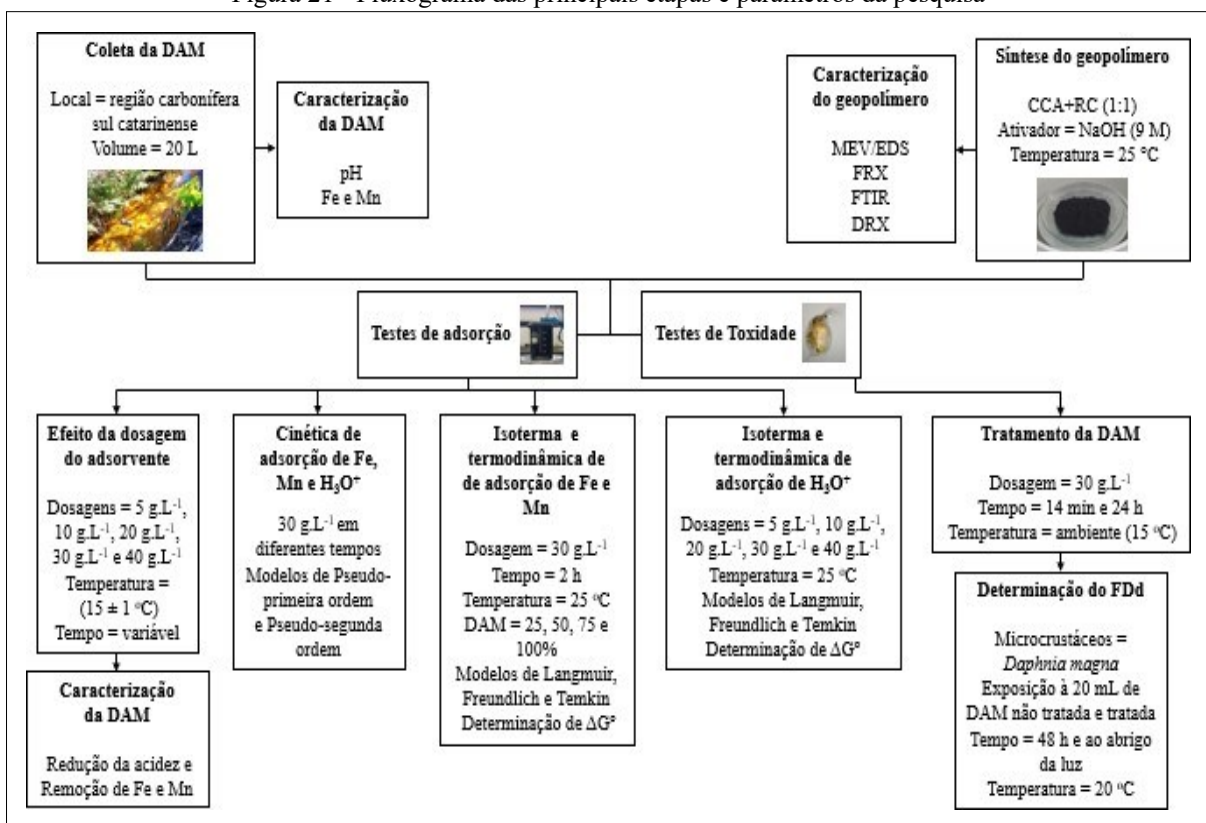 Figura 21 - Fluxograma das principais etapas e parâmetros da pesquisa
Coleta da DAM
Local = região carbonífera
sul catarinense
Volume = 20 L
Caracterização
da DAM
pH
Fe e Mn
Caracterização
do geopolímero
MEV/EDS
FRX
FTIR
DRX
Síntese do geopolímero
CCA+RC (1:1)
Ativador = NaOH (9 M)
Temperatura = 25 °C
Testes de adsorção
Testes de Toxidade
Efeito da dosagem
do adsorvente
Dosagens = 5 g.L⁻¹,
10 g.L⁻¹, 20 g.L⁻¹,
30 g.L⁻¹ e 40 g.L⁻¹
Temperatura =
(15 ± 1 °C)
Tempo = variável
Caracterização
da DAM
Redução da acidez e
Remoção de Fe e Mn
Cinética de
adsorção de Fe,
Mn e H₃O⁺
30 g.L⁻¹ em
diferentes tempos
Modelos de Pseudo-
primeira ordem
e Pseudo-segunda
ordem
Isoterma e
termodinâmica de
de adsorção de Fe e
Mn
Dosagem = 30 g.L⁻¹
Tempo = 2 h
Temperatura = 25 °C
DAM = 25, 50, 75 e
100%
Modelos de Langmuir,
Freundlich e Temkin
Determinação de ΔG°
Isoterma e
termodinâmica de
adsorção de H₃O⁺
Dosagens = 5 g.L⁻¹, 10 g.L⁻¹,
20 g.L⁻¹, 30 g.L⁻¹ e 40 g.L⁻¹
Temperatura = 25 °C
Modelos de Langmuir,
Freundlich e Temkin
Determinação de ΔG°
Tratamento da DAM
Dosagem = 30 g.L⁻¹
Tempo = 14 min e 24 h
Temperatura = ambiente (15 °C)
Determinação do FDd
Microcrustáceos =
Daphnia magna
Exposição à 20 mL de
DAM não tratada e tratada
Tempo = 48 h e ao abrigo
da luz
Temperatura = 20 °C